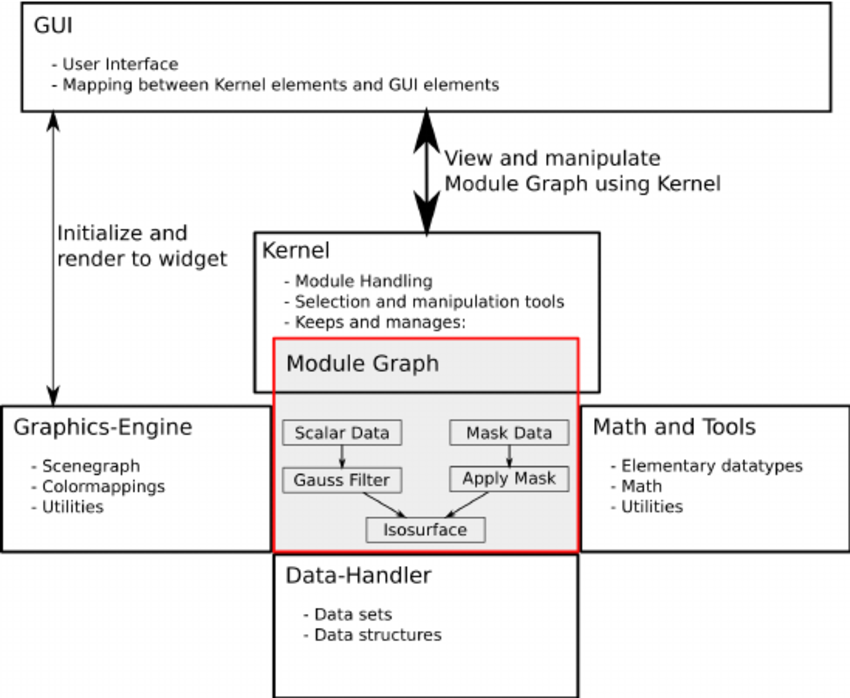 GUI
- User Interface
- Mapping between Kernel elements and GUI elements
View and manipulate
Module Graph using Kernel
Initialize and
render to widget
Kernel
- Module Handling
- Selection and manipulation tools
- Keeps and manages:
Module Graph
Scalar Data
Mask Data
Gauss Filter
Apply Mask
Isosurface
Graphics-Engine
- Scenegraph
- Colormappings
- Utilities
Math and Tools
- Elementary datatypes
- Math
- Utilities
Data-Handler
- Data sets
- Data structures